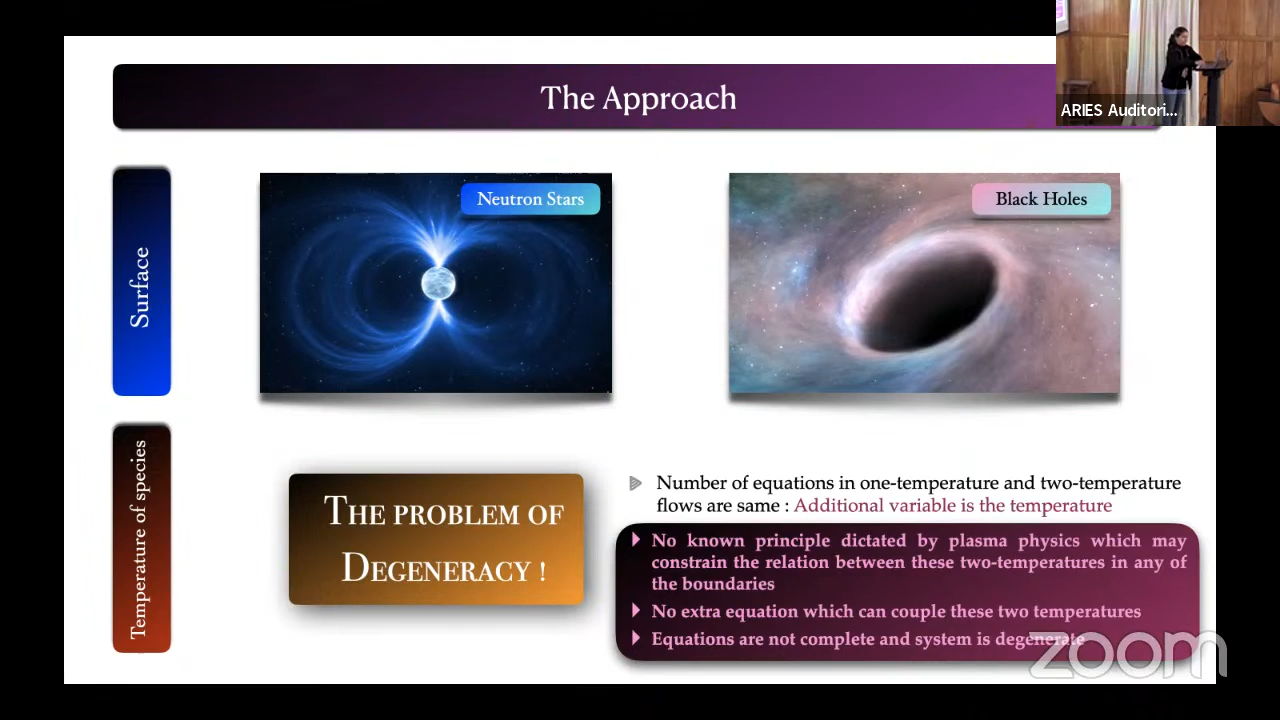 The Approach
ARIES Auditori...
Surface
Neutron Stars
Black Holes
Temperature of species
THE PROBLEM OF
DEGENERACY !
Number of equations in one-temperature and two-temperature
flows are same : Additional variable is the temperature
No known principle dictated by plasma physics which may
constrain the relation between these two-temperatures in any of
the boundaries
No extra equation which can couple these two temperatures
Equations are not complete and system is degenerate
zoom